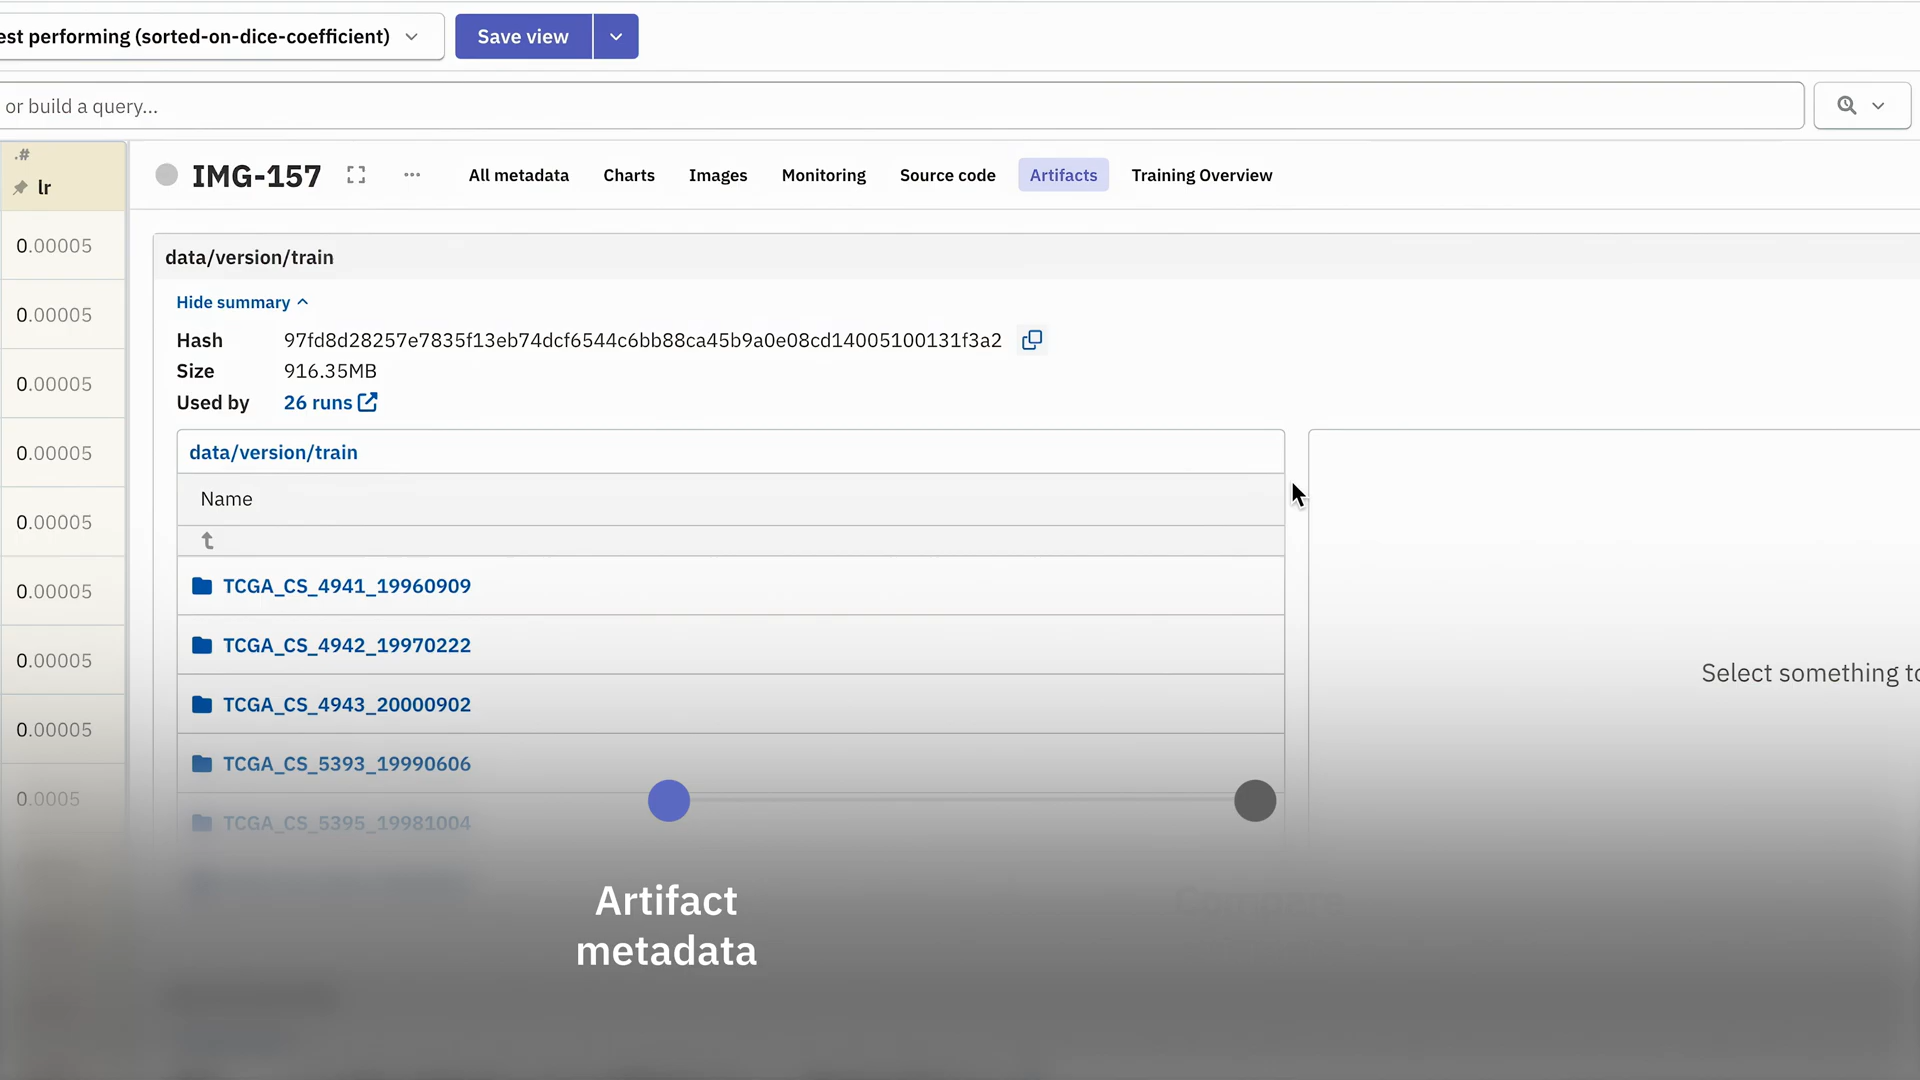 est performing (sorted-on-dice-coefficient)
Save view
or build a query...
.#
lr
IMG-157
All metadata
Charts
Images
Monitoring
Source code
Artifacts
Training Overview
0.00005
0.00005
0.00005
0.00005
0.00005
0.00005
0.00005
0.00005
0.0005
data/version/train
Hide summary
Hash 97fd8d28257e7835f13eb74dcf6544c6bb88ca45b9a0e08cd14005100131f3a2
Size 916.35MB
Used by 26 runs
data/version/train
Name
TCGA_CS_4941_19960909
TCGA_CS_4942_19970222
TCGA_CS_4943_20000902
TCGA_CS_5393_19990606
TCGA_CS_5395_19981004
Select something to
Artifact
metadata